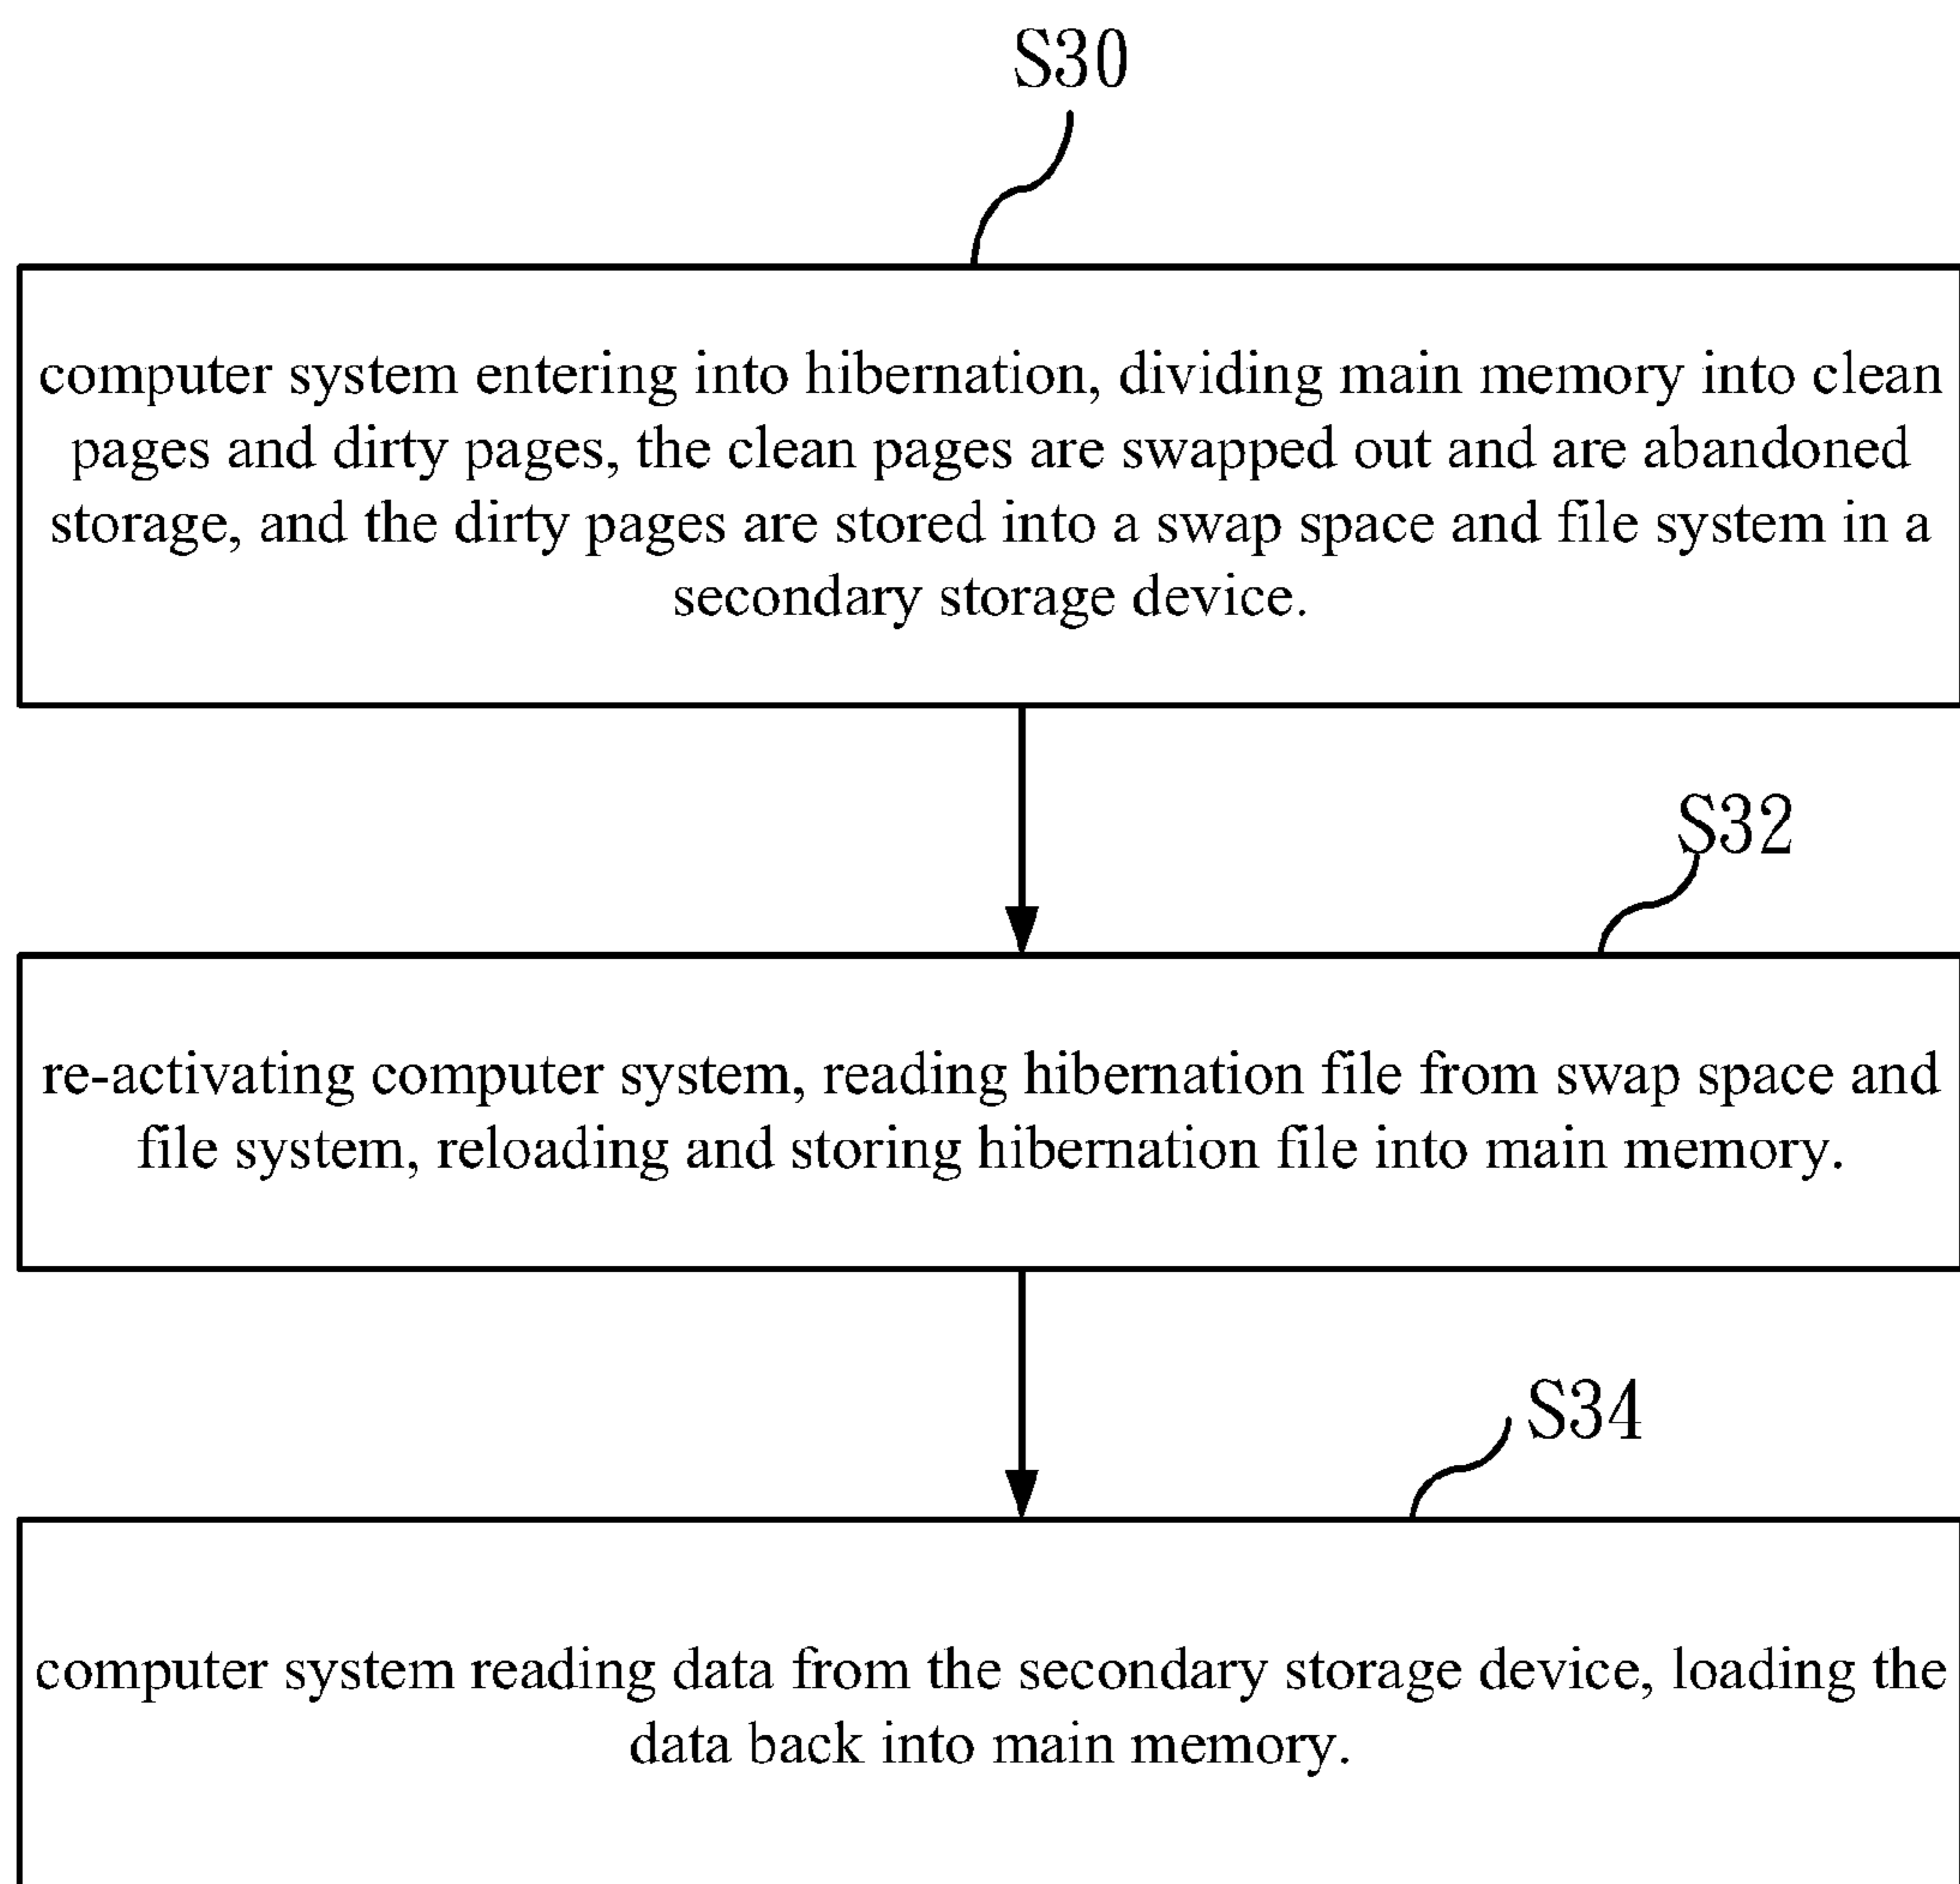 S30
computer system entering into hibernation, dividing main memory into clean
pages and dirty pages, the clean pages are swapped out and are abandoned
storage, and the dirty pages are stored into a swap space and file system in a
secondary storage device.
S32
re-activating computer system, reading hibernation file from swap space and
file system, reloading and storing hibernation file into main memory.
S34
computer system reading data from the secondary storage device, loading the
data back into main memory.